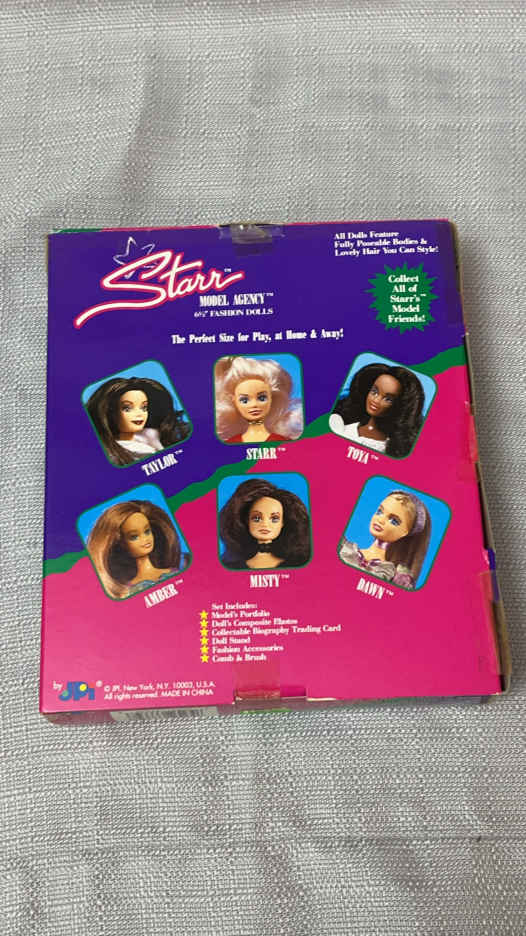 All Dolls Feature
Fully Poseable Bodies &
Lovely Hair You Can Style!
Starr™
MODEL AGENCY™
6½" FASHION DOLLS
Collect
All of
Starr's™
Model
Friends!
The Perfect Size for Play, at Home & Away!
TAYLOR™
STARR™
TOYA™
AMBER™
MISTY™
DAWN™
Set Includes:
Model's Portfolio
Doll's Composite Photos
Collectable Biography Trading Card
Doll Stand
Fashion Accessories
Comb & Brush
by JPI®
© JPI, New York, N.Y. 10003, U.S.A.
All rights reserved. MADE IN CHINA